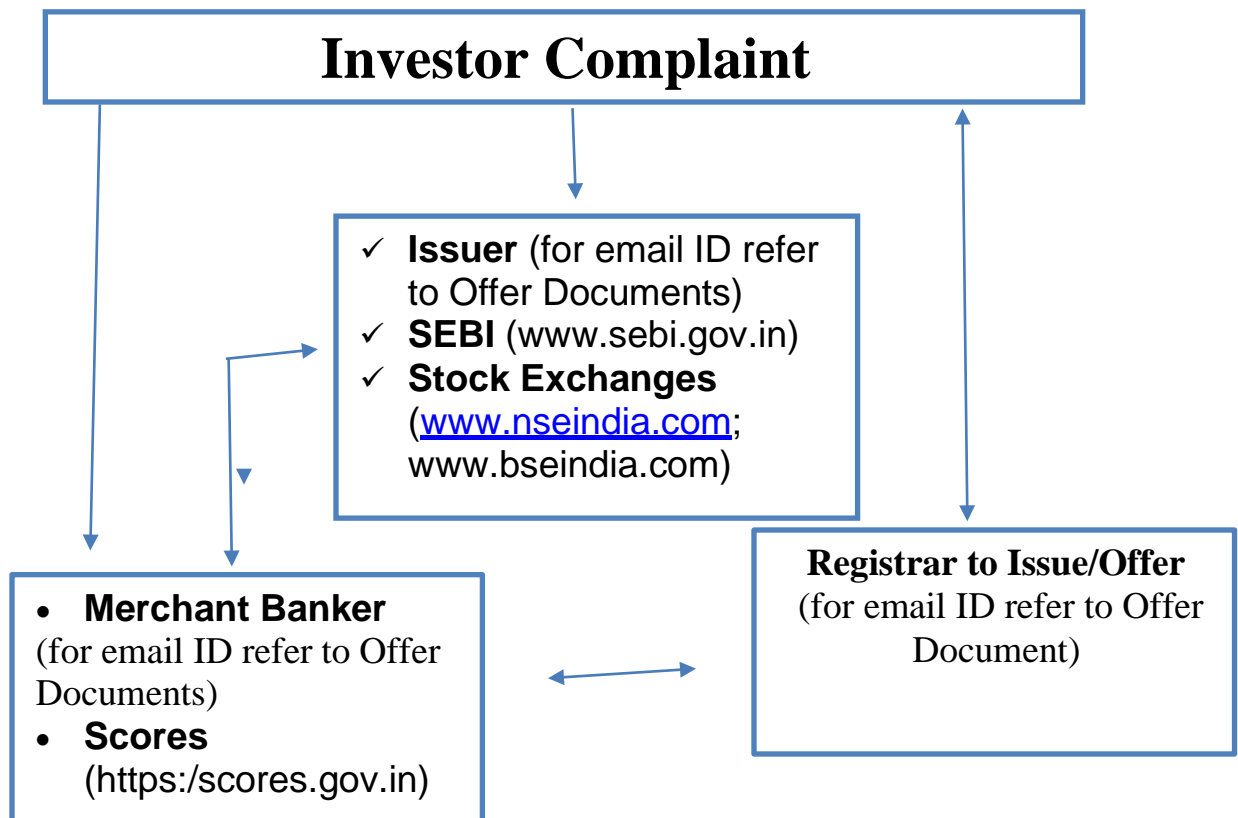 Investor Complaint
✓ Issuer (for email ID refer
to Offer Documents)
✓ SEBI (www.sebi.gov.in)
✓ Stock Exchanges
(www.nseindia.com;
www.bseindia.com)
• Merchant Banker
(for email ID refer to Offer
Documents)
• Scores
(https:/scores.gov.in)
Registrar to Issue/Offer
(for email ID refer to Offer
Document)